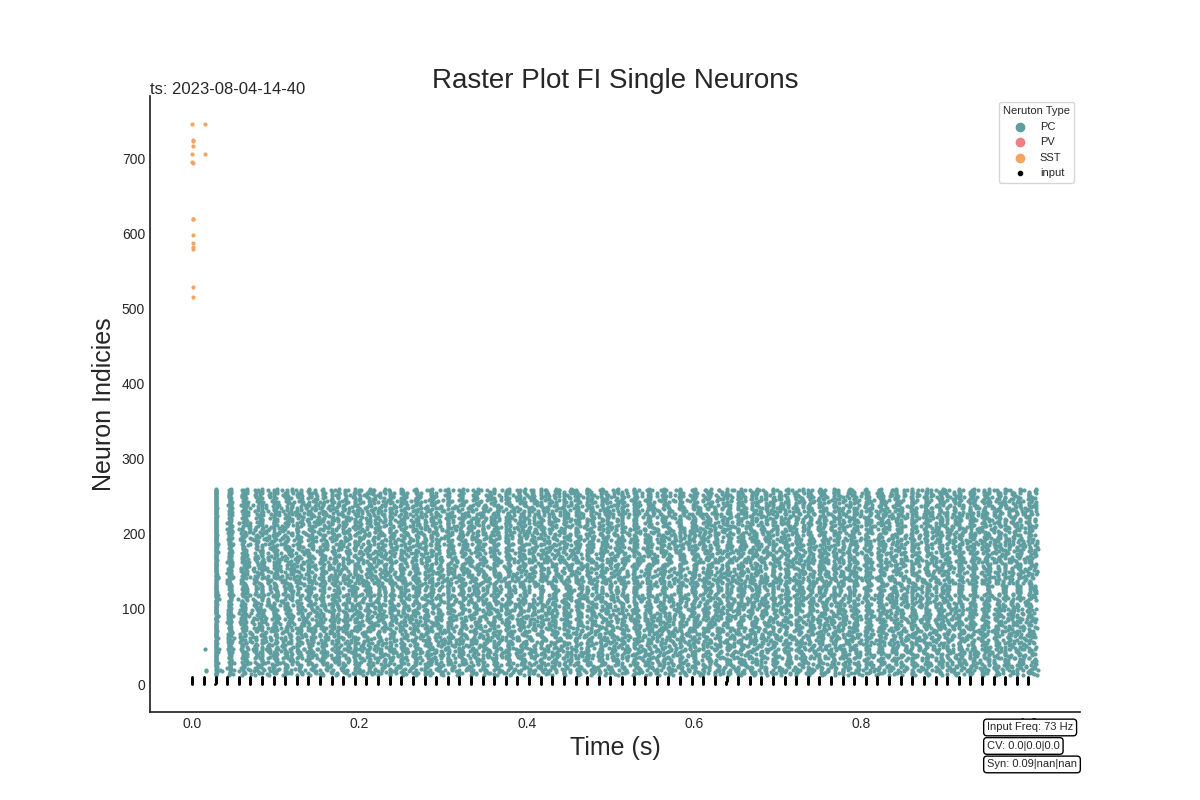 Raster Plot FI Single Neurons
ts: 2023-08-04-14-40
Neruton Type
PC
PV
SST
input
Neuron Indicies
700
600
500
400
300
200
100
0
0.0
0.2
0.4
0.6
0.8
Time (s)
Input Freq: 73 Hz
CV: 0.0|0.0|0.0
Syn: 0.09|nan|nan